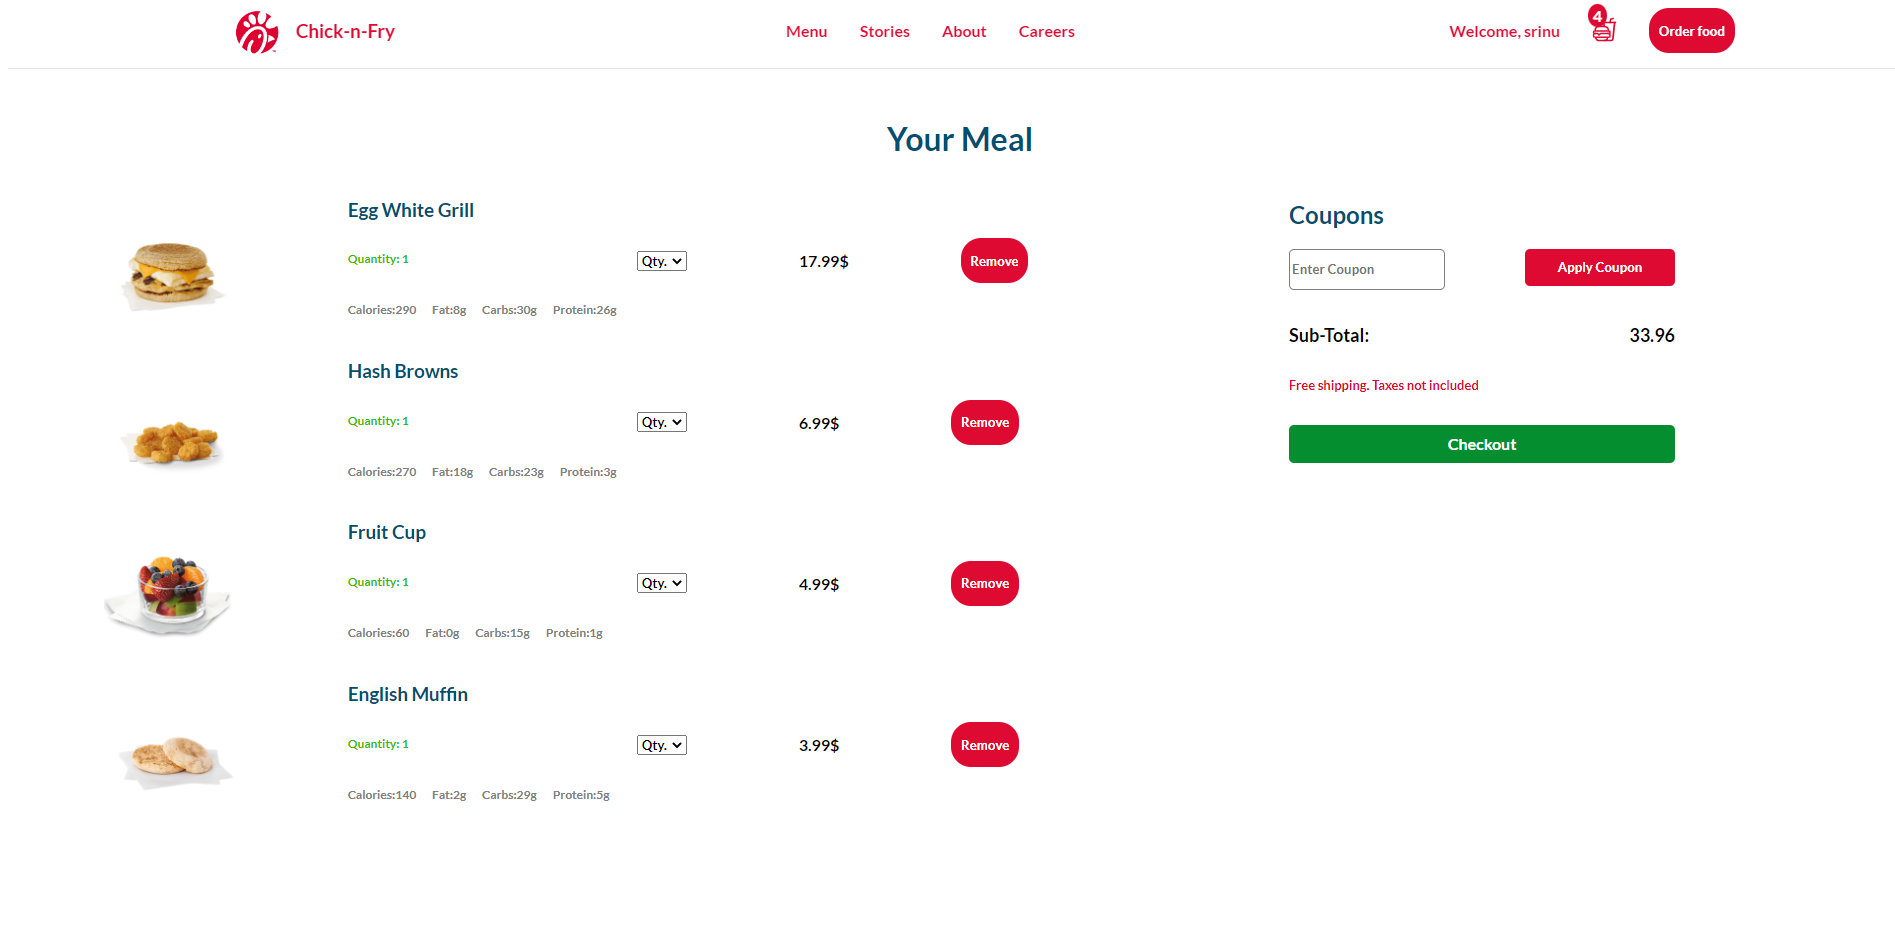 Chick-n-Fry
Menu Stories About Careers
Welcome, srinu
4
Order food
Your Meal
Egg White Grill
Quantity: 1
Qty.
17.99$
Remove
Calories:290 Fat:8g Carbs:30g Protein:26g
Hash Browns
Quantity: 1
Qty.
6.99$
Remove
Calories:270 Fat:18g Carbs:23g Protein:3g
Fruit Cup
Quantity: 1
Qty.
4.99$
Remove
Calories:60 Fat:0g Carbs:15g Protein:1g
English Muffin
Quantity: 1
Qty.
3.99$
Remove
Calories:140 Fat:2g Carbs:29g Protein:5g
Coupons
Enter Coupon
Apply Coupon
Sub-Total: 33.96
Free shipping. Taxes not included
Checkout